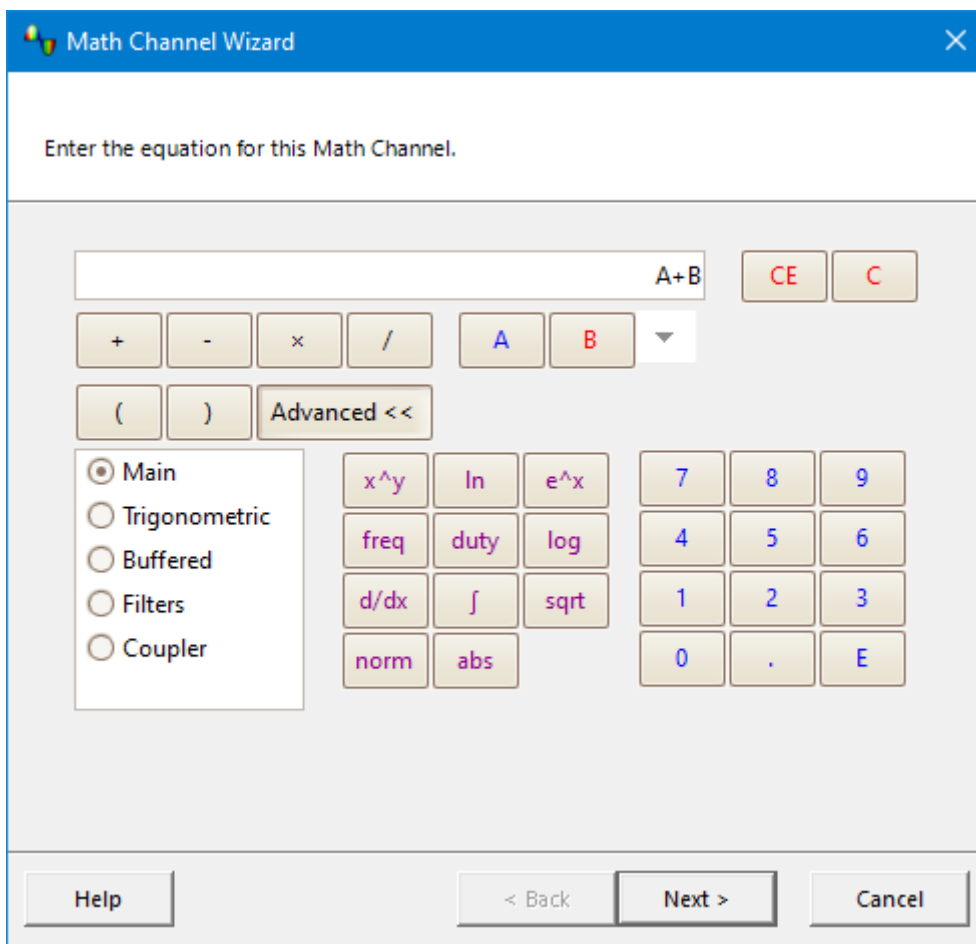 Math Channel Wizard
Enter the equation for this Math Channel.
A+B CE C
+ - × / A B
( ) Advanced <<
Main x^y ln e^x 7 8 9
Trigonometric freq duty log 4 5 6
Buffered d/dx ∫ sqrt 1 2 3
Filters norm abs 0 . E
Coupler
Help < Back Next > Cancel